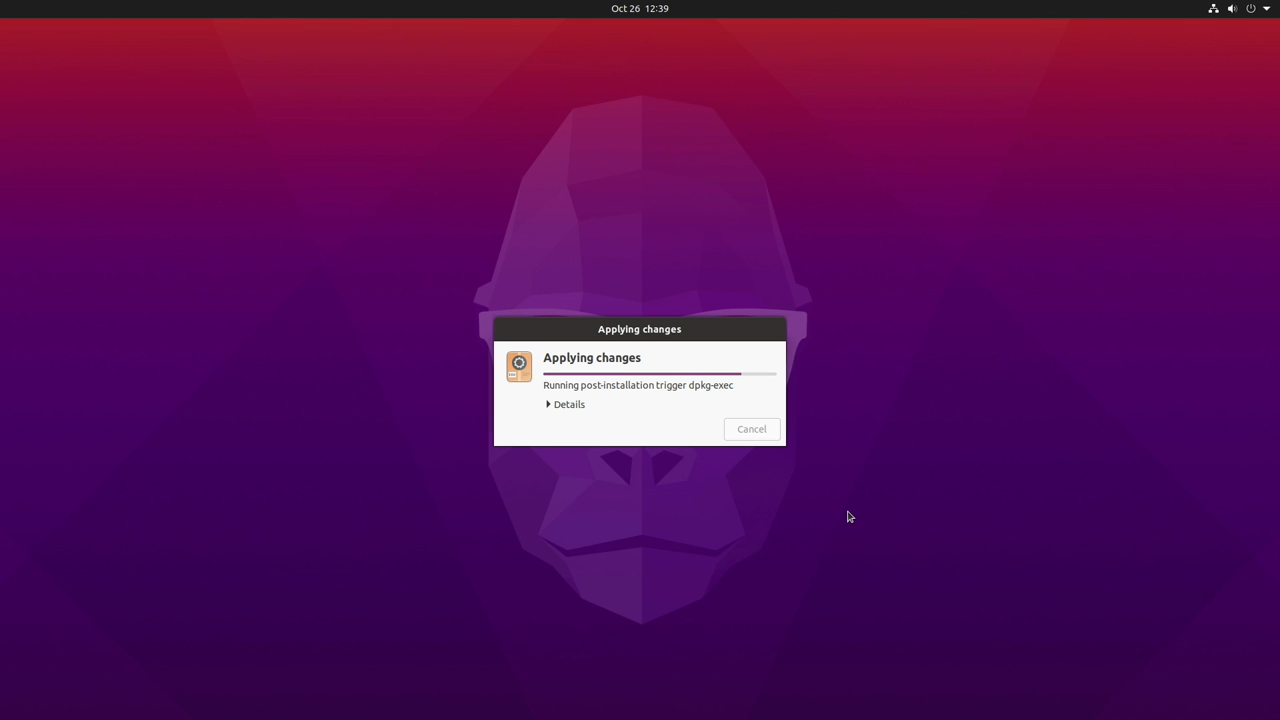 Oct 26 12:39
Applying changes
Applying changes
Running post-installation trigger dpkg-exec
Details
Cancel